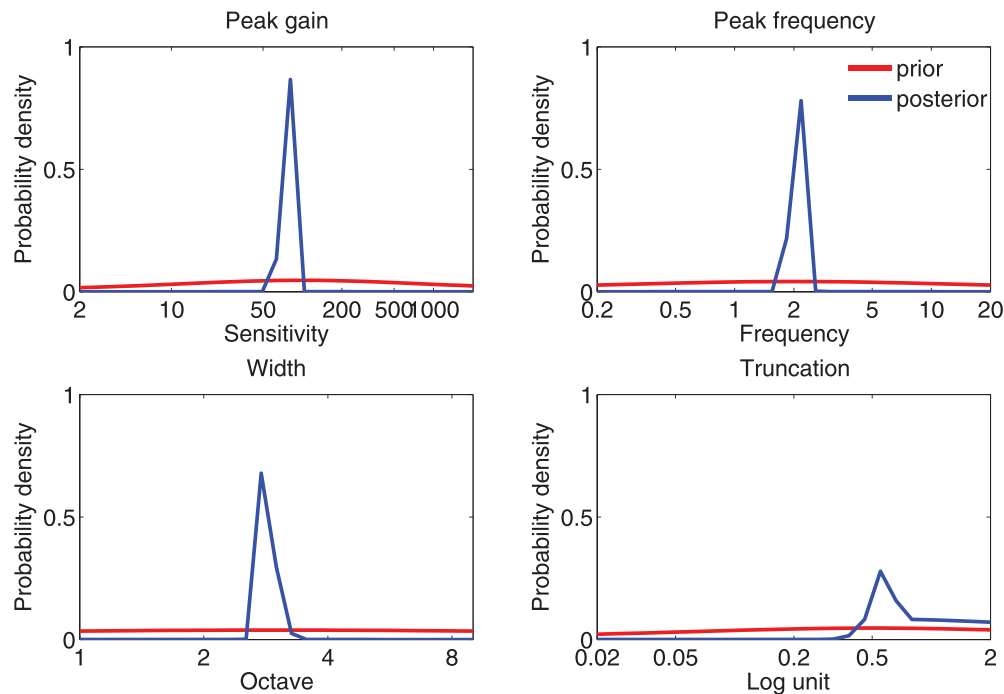 Peak gain
Probability density
1
0.5
0
2 10 50 200 500 1000
Sensitivity
Peak frequency
prior
posterior
Probability density
1
0.5
0
0.2 1 2 5 10 20
Frequency
Width
Probability density
1
0.5
0
1 2 4 8
Octave
Truncation
Probability density
1
0.5
0
0.02 0.05 0.2 0.5 2
Log unit